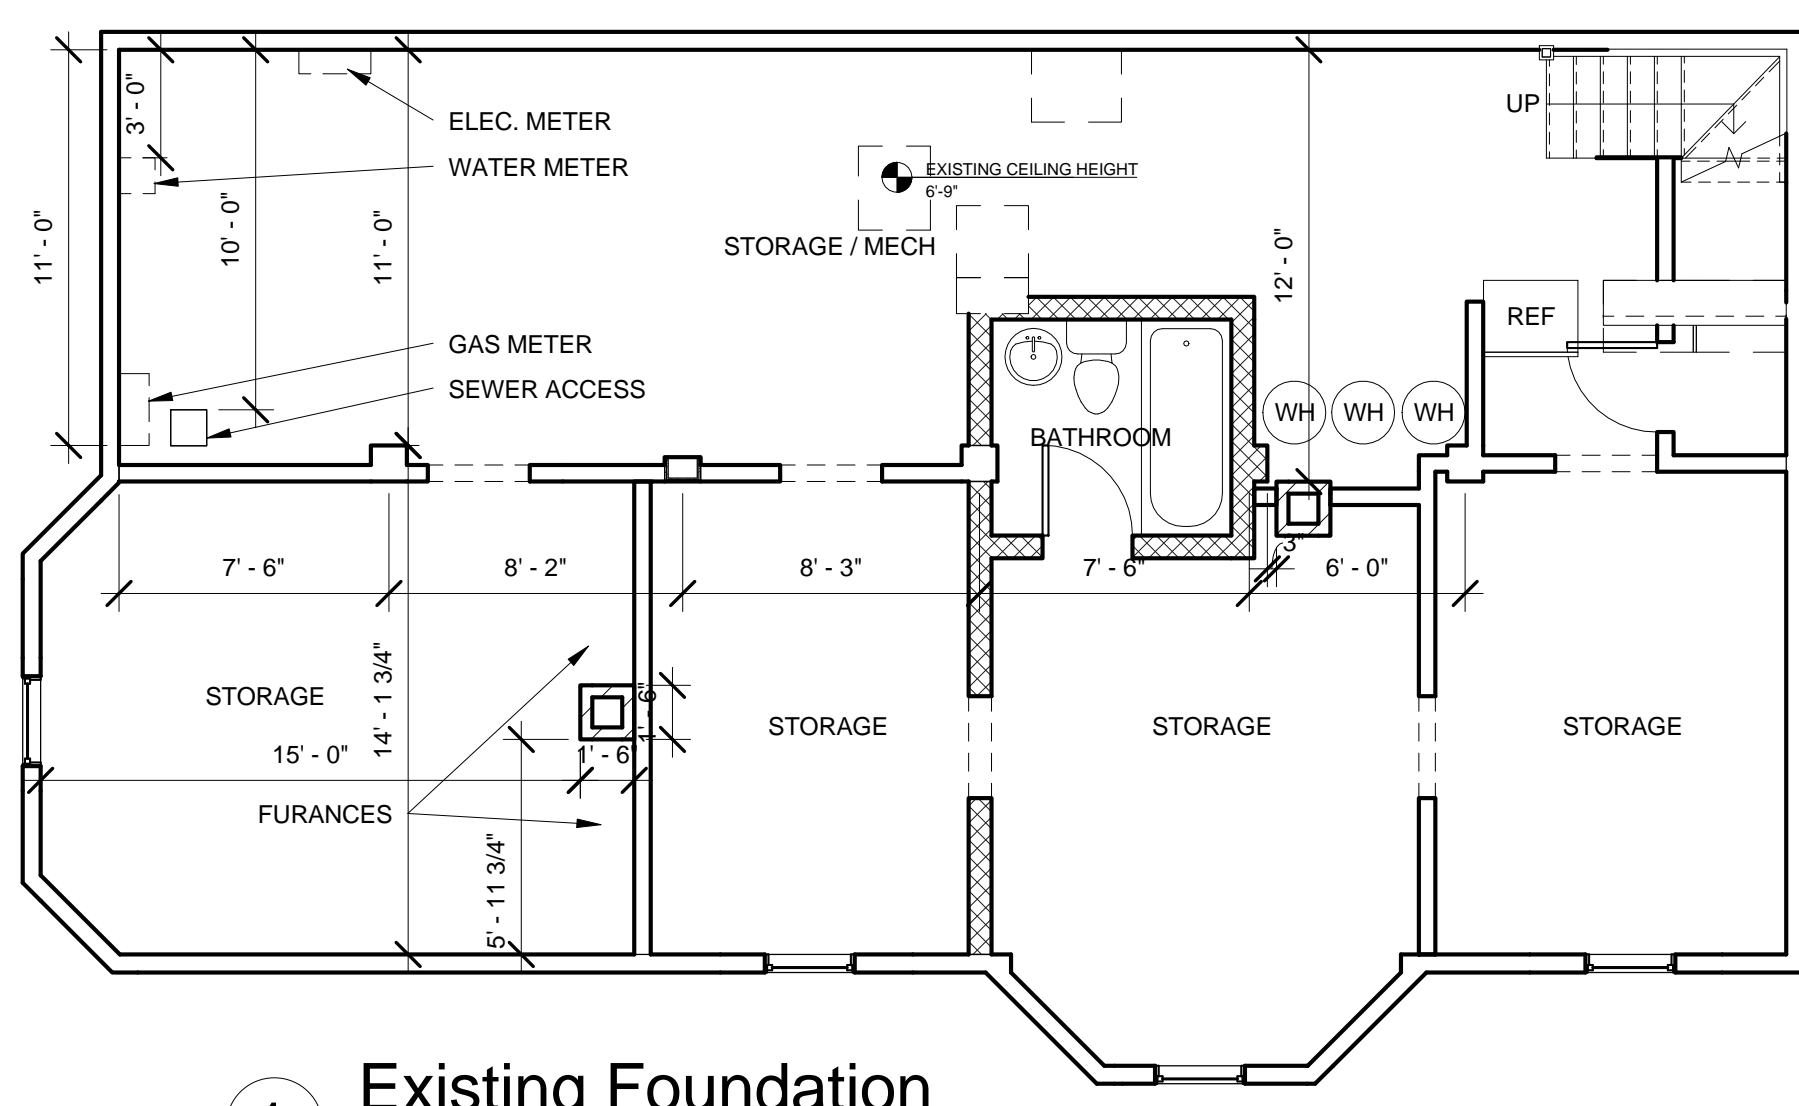 3' - 0"
ELEC. METER
UP
WATER METER
EXISTING CEILING HEIGHT
6'-9"
11' - 0"
10' - 0"
11' - 0"
STORAGE / MECH
12' - 0"
REF
GAS METER
SEWER ACCESS
WH
WH
WH
BATHROOM
7' - 6"
8' - 2"
8' - 3"
7' - 6"
3"
6' - 0"
STORAGE
14' - 1 3/4"
1' - 6"
STORAGE
STORAGE
STORAGE
15' - 0"
1' - 6"
FURANCES
5' - 11 3/4"
Existing Foundation